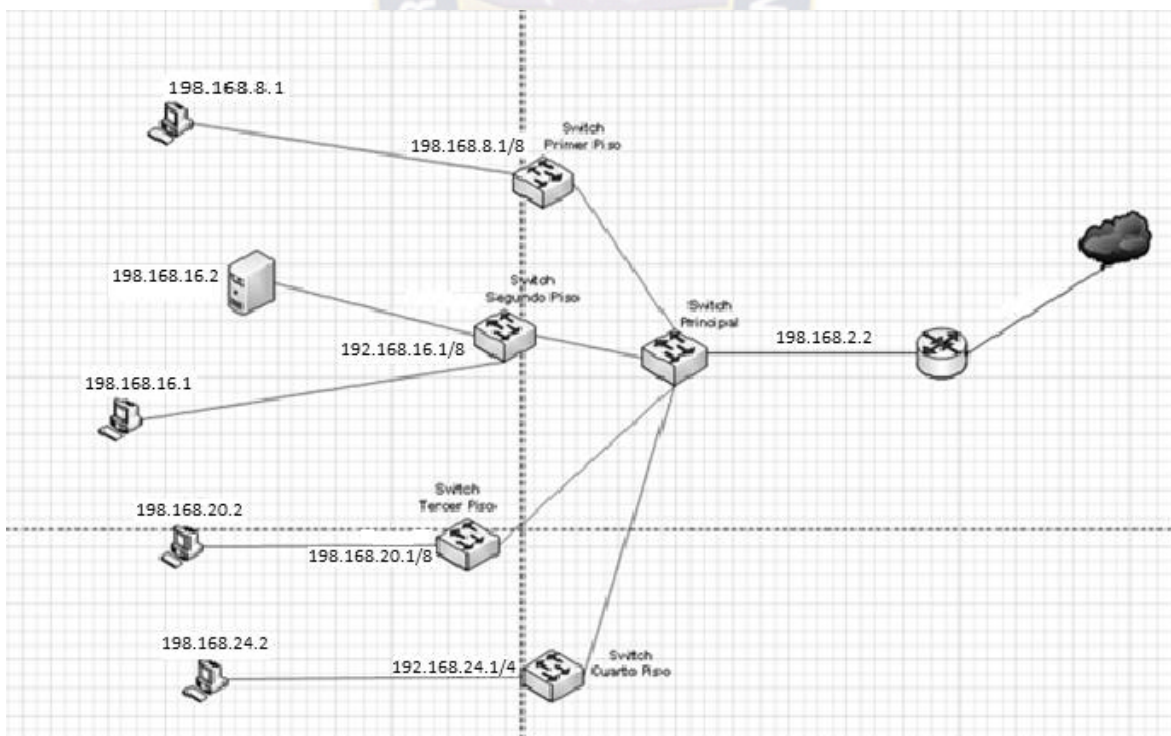 198.168.8.1
Switch
Primer Piso
198.168.8.1/8
198.168.16.2
Switch
Segundo Piso
Switch
Principal
198.168.2.2
192.168.16.1/8
198.168.16.1
Switch
Tercer Piso
198.168.20.2
198.168.20.1/8
198.168.24.2
192.168.24.1/4
Switch
Cuarto Piso